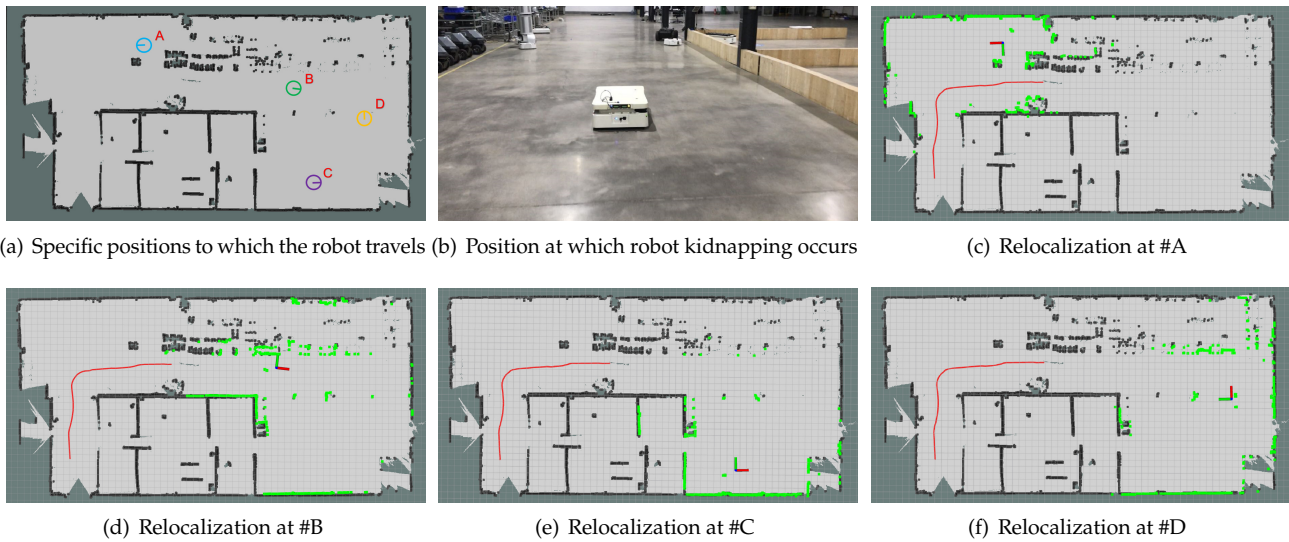 A
B
D
C
(a) Specific positions to which the robot travels (b) Position at which robot kidnapping occurs
(c) Relocalization at #A
(d) Relocalization at #B
(e) Relocalization at #C
(f) Relocalization at #D